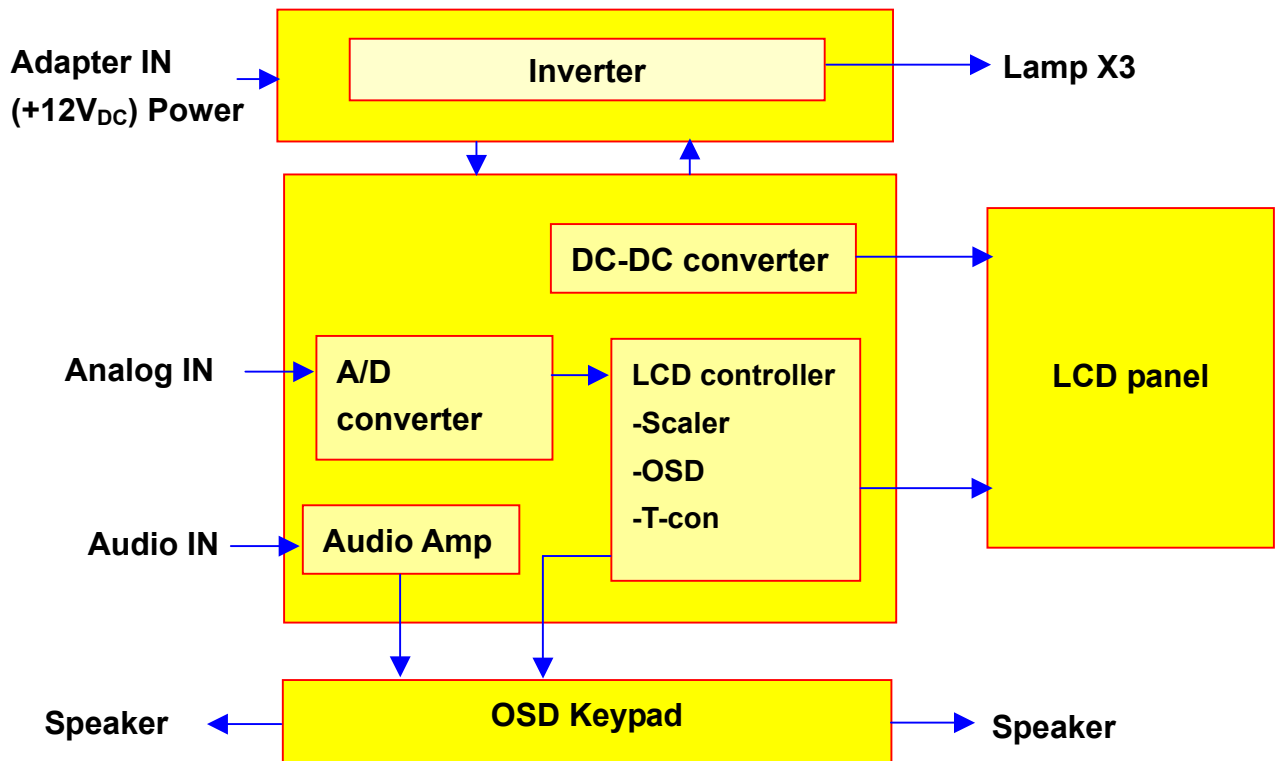 Adapter IN
(+12VDC) Power
Inverter
Lamp X3
DC-DC converter
Analog IN
A/D
converter
LCD controller
-Scaler
-OSD
-T-con
LCD panel
Audio IN
Audio Amp
Speaker
OSD Keypad
Speaker